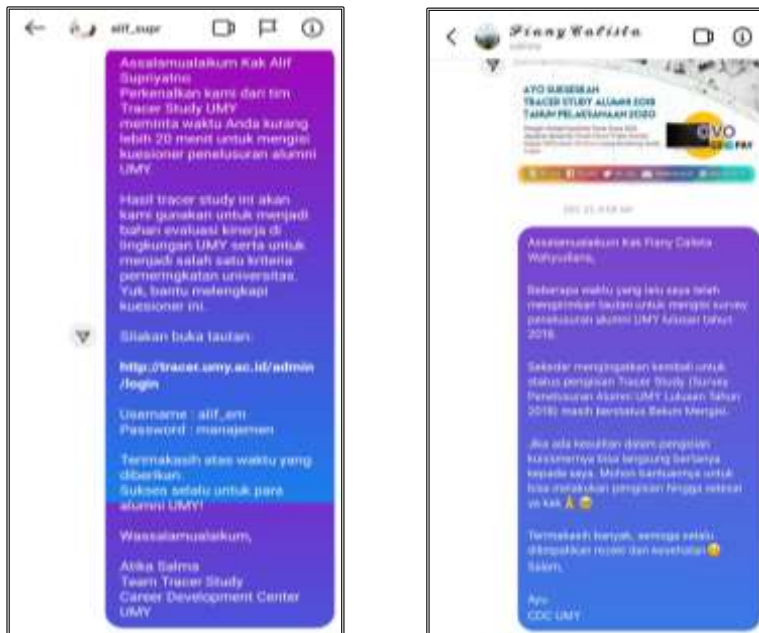 alif_supr
Assalamualaikum Kak Alif
Supriyatno
Perkenalkan kami dari tim
Tracer Study UMY
meminta waktu Anda kurang
lebih 20 menit untuk mengisi
kuesioner penelusuran alumni
UMY.
Hasil tracer study ini akan
kami gunakan untuk menjadi
bahan evaluasi kinerja di
lingkungan UMY serta untuk
menjadi salah satu kriteria
pemeringkatan universitas.
Yuk, bantu melengkapi
kuesioner ini.
Silakan buka tautan:
http://tracer.umy.ac.id/admin
/login
Username : alif_em
Password : manajemen
Terimakasih atas waktu yang
diberikan.
Suksen selalu untuk para
alumni UMY!
Wassalamualaikum,
Atika Salma
Team Tracer Study
Career Development Center
UMY
Fiany Calista
AYO SUKSESKAN
TRACER STUDY ALUMNI 2018
TAHUN PELAKSANAAN 2020
OVO
PAY
Assalamualaikum Kak Fiany Calista
Wahyudiana,
Beberapa waktu yang lalu saya telah
mengirimkan tautan untuk mengisi survey
penelusuran alumni UMY lulusan tahun
2018.
Sekedar mengingatkan kembali untuk
status pengisian Tracer Study (Survey
Penelusuran Alumni UMY Lulusan Tahun
2018) masih berstatus Belum Mengisi.
Jika ada kesulitan dalam pengisian
kuesionernya bisa langsung bertanya
kepada saya. Mohon bantuannya untuk
bisa melakukan pengisian hingga selesai
ya kak 🙏😊
Terimakasih banyak, semoga selalu
dilimpahkan rezeki dan kesehatan 😊
Salam,
Ayu
CDC UMY